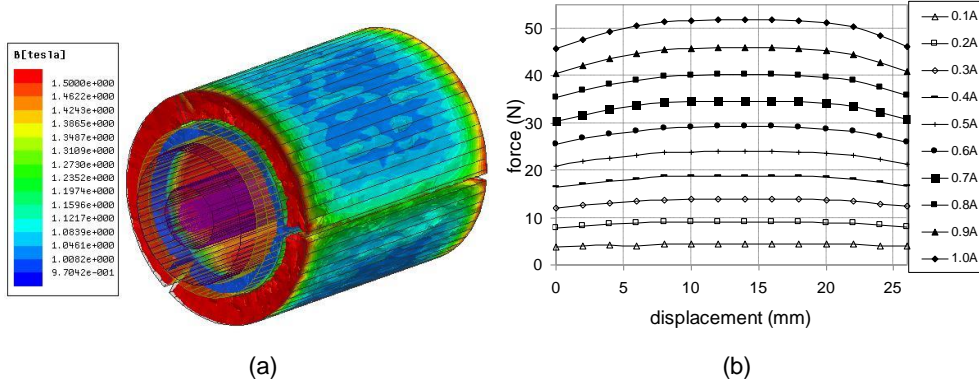 B[tesla]
1.5000e+000
1.4622e+000
1.4243e+000
1.3865e+000
1.3487e+000
1.3109e+000
1.2730e+000
1.2352e+000
1.1974e+000
1.1596e+000
1.1217e+000
1.0839e+000
1.0461e+000
1.0082e+000
9.7042e-001
(a)
force (N)
50
40
30
20
10
0
0 5 10 15 20 25
displacement (mm)
0.1A
0.2A
0.3A
0.4A
0.5A
0.6A
0.7A
0.8A
0.9A
1.0A
(b)